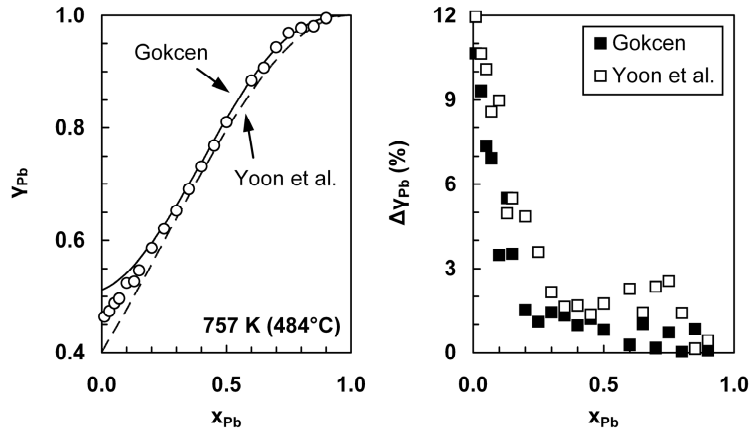 1.0
0.8
0.6
0.4
0.0
0.5
1.0
γPb
xPb
Gokcen
Yoon et al.
757 K (484°C)
12
9
6
3
0
0.0
0.5
1.0
ΔγPb (%)
xPb
Gokcen
Yoon et al.